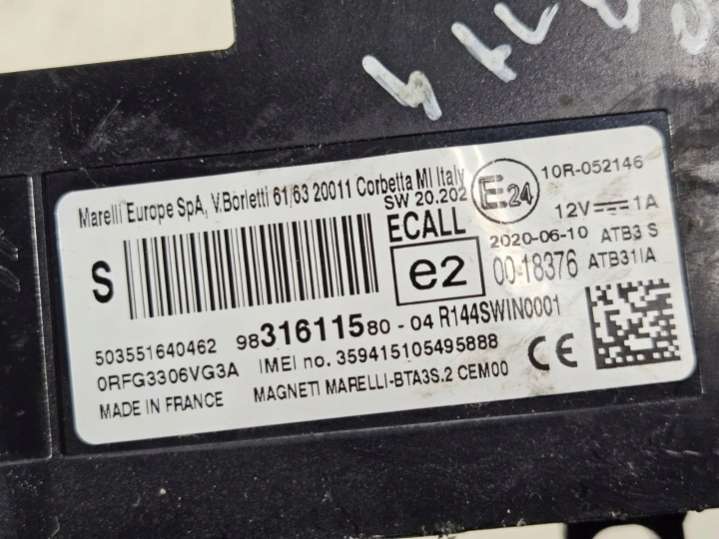 Marelli Europe SpA, V.Borletti 61/63 20011 Corbetta MI Italy
SW 20.202
E24
10R-052146
12V 1A
S
ECALL
2020-06-10 ATB3 S
e2
00-18376 ATB31IA
503551640462
9831611580-04 R144SWIN0001
0RFG3306VG3A
IMEI no. 359415105495888
CE
MADE IN FRANCE
MAGNETI MARELLI-BTA3S.2 CEM00